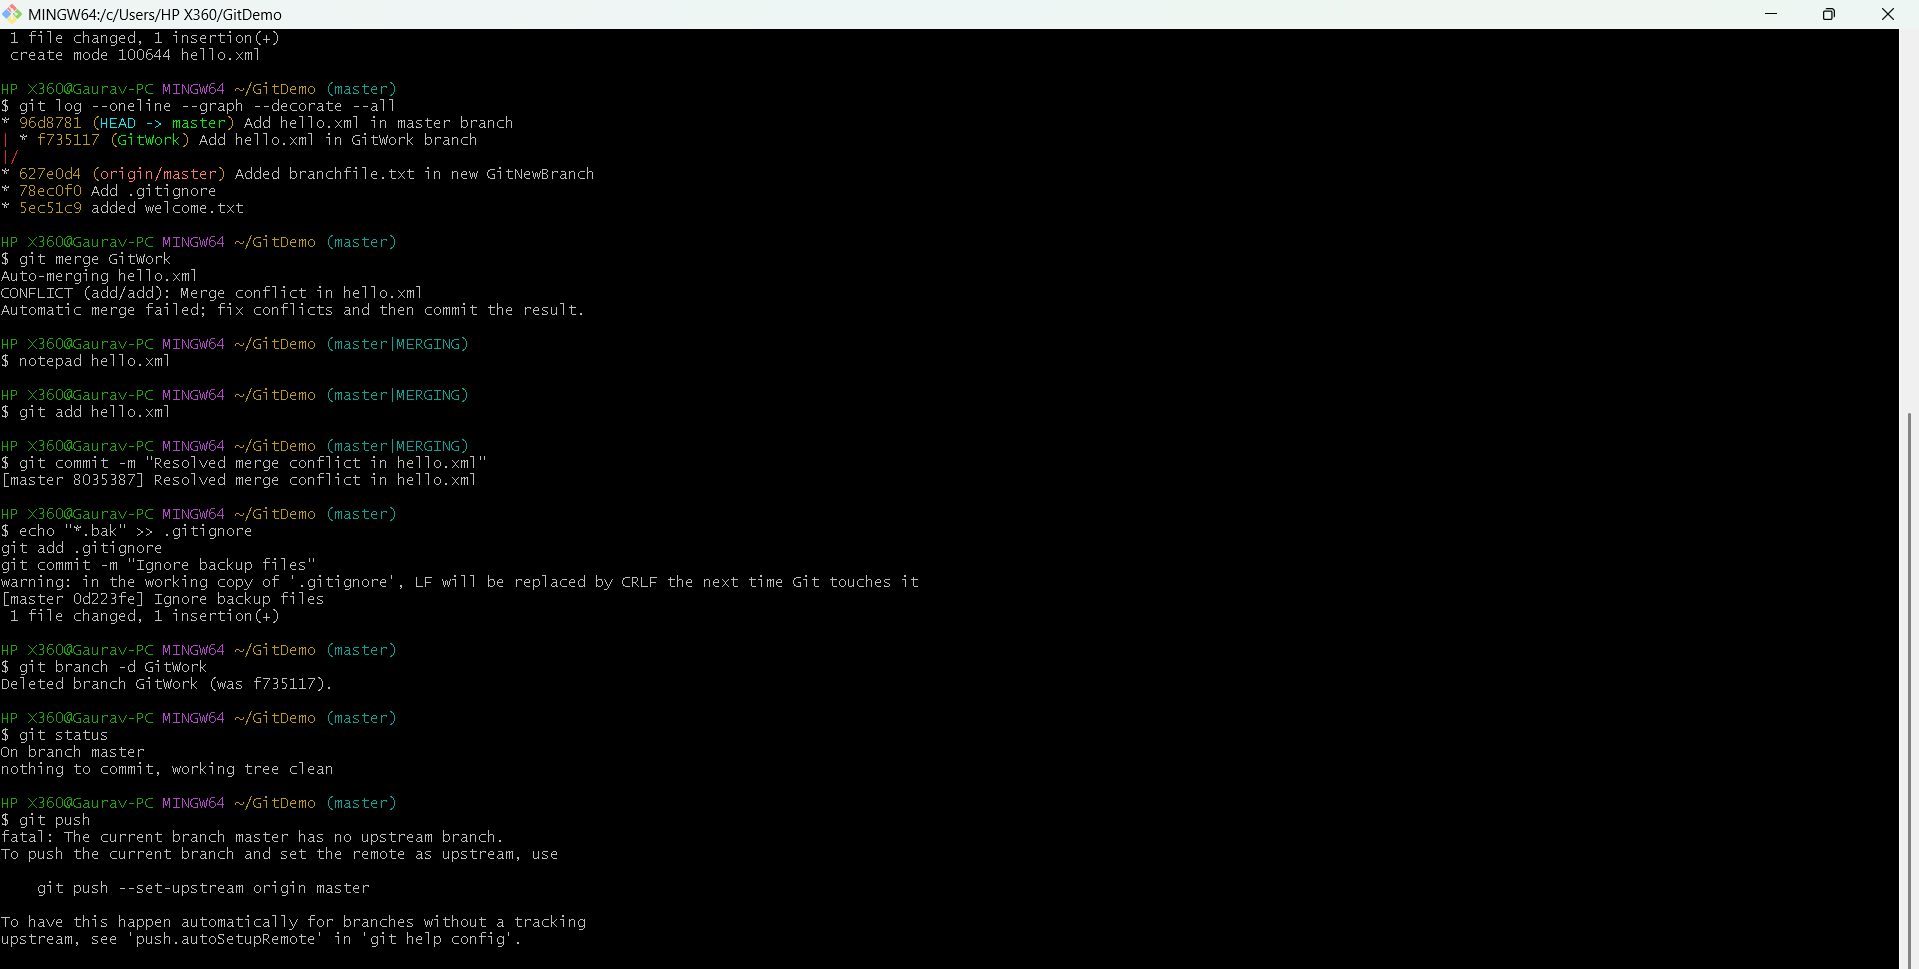 MINGW64:/c/Users/HP X360/GitDemo
1 file changed, 1 insertion(+)
create mode 100644 hello.xml
HP X360@Gaurav-PC MINGW64 ~/GitDemo (master)
$ git log --oneline --graph --decorate --all
* 96d8781 (HEAD -> master) Add hello.xml in master branch
| * f735117 (GitWork) Add hello.xml in GitWork branch
|/
* 627e0d4 (origin/master) Added branchfile.txt in new GitNewBranch
* 78ec0f0 Add .gitignore
* 5ec51c9 added welcome.txt
HP X360@Gaurav-PC MINGW64 ~/GitDemo (master)
$ git merge GitWork
Auto-merging hello.xml
CONFLICT (add/add): Merge conflict in hello.xml
Automatic merge failed; fix conflicts and then commit the result.
HP X360@Gaurav-PC MINGW64 ~/GitDemo (master|MERGING)
$ notepad hello.xml
HP X360@Gaurav-PC MINGW64 ~/GitDemo (master|MERGING)
$ git add hello.xml
HP X360@Gaurav-PC MINGW64 ~/GitDemo (master|MERGING)
$ git commit -m "Resolved merge conflict in hello.xml"
[master 8035387] Resolved merge conflict in hello.xml
HP X360@Gaurav-PC MINGW64 ~/GitDemo (master)
$ echo "*.bak" >> .gitignore
git add .gitignore
git commit -m "Ignore backup files"
warning: in the working copy of '.gitignore', LF will be replaced by CRLF the next time Git touches it
[master 0d223fe] Ignore backup files
1 file changed, 1 insertion(+)
HP X360@Gaurav-PC MINGW64 ~/GitDemo (master)
$ git branch -d GitWork
Deleted branch GitWork (was f735117).
HP X360@Gaurav-PC MINGW64 ~/GitDemo (master)
$ git status
On branch master
nothing to commit, working tree clean
HP X360@Gaurav-PC MINGW64 ~/GitDemo (master)
$ git push
fatal: The current branch master has no upstream branch.
To push the current branch and set the remote as upstream, use
git push --set-upstream origin master
To have this happen automatically for branches without a tracking
upstream, see 'push.autoSetupRemote' in 'git help config'.